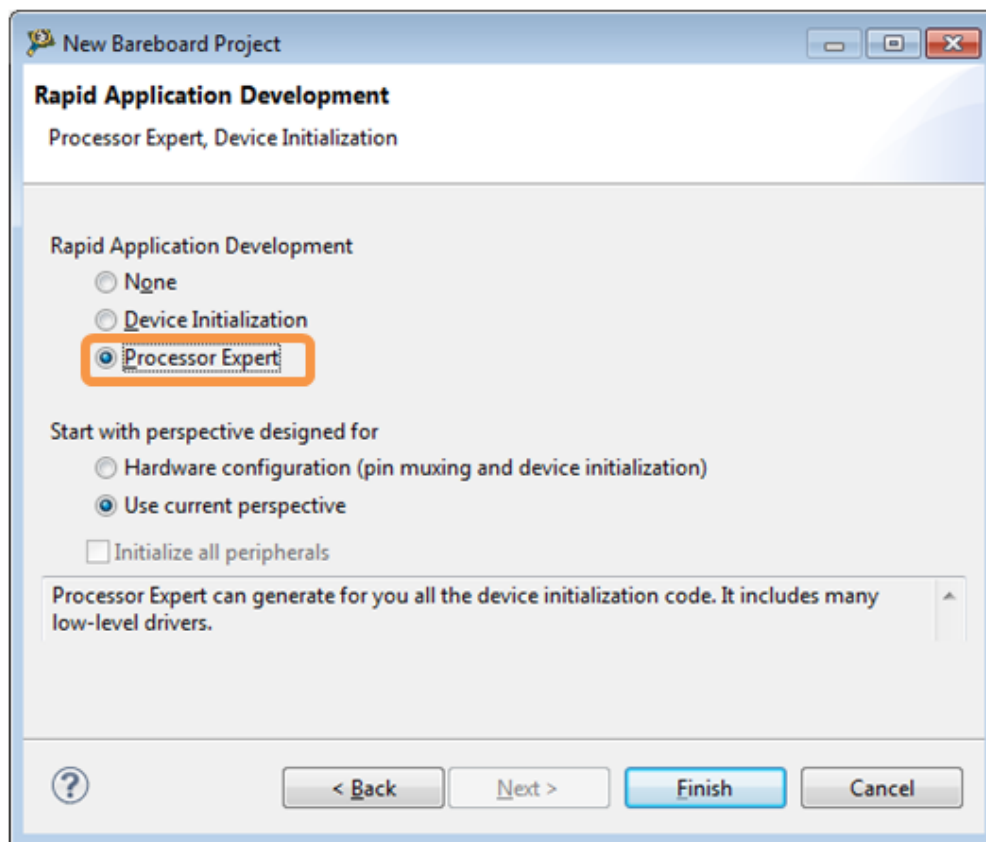 New Bareboard Project
Rapid Application Development
Processor Expert, Device Initialization
Rapid Application Development
None
Device Initialization
Processor Expert
Start with perspective designed for
Hardware configuration (pin muxing and device initialization)
Use current perspective
Initialize all peripherals
Processor Expert can generate for you all the device initialization code. It includes many
low-level drivers.
? < Back Next > Finish Cancel